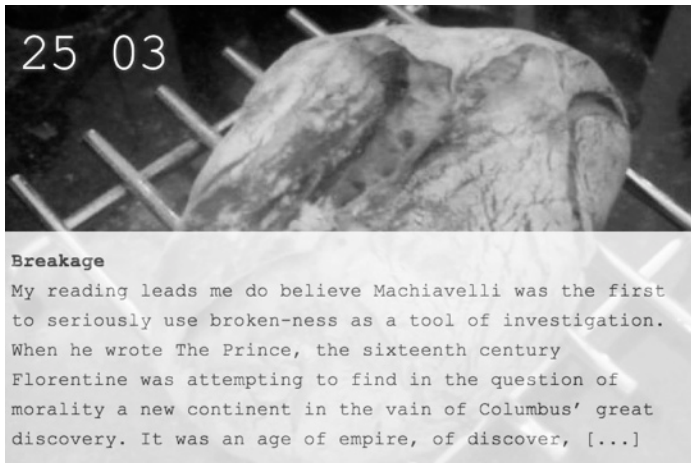 25 03
Breakage
My reading leads me do believe Machiavelli was the first
to seriously use broken-ness as a tool of investigation.
When he wrote The Prince, the sixteenth century
Florentine was attempting to find in the question of
morality a new continent in the vain of Columbus’ great
discovery. It was an age of empire, of discover, [...]